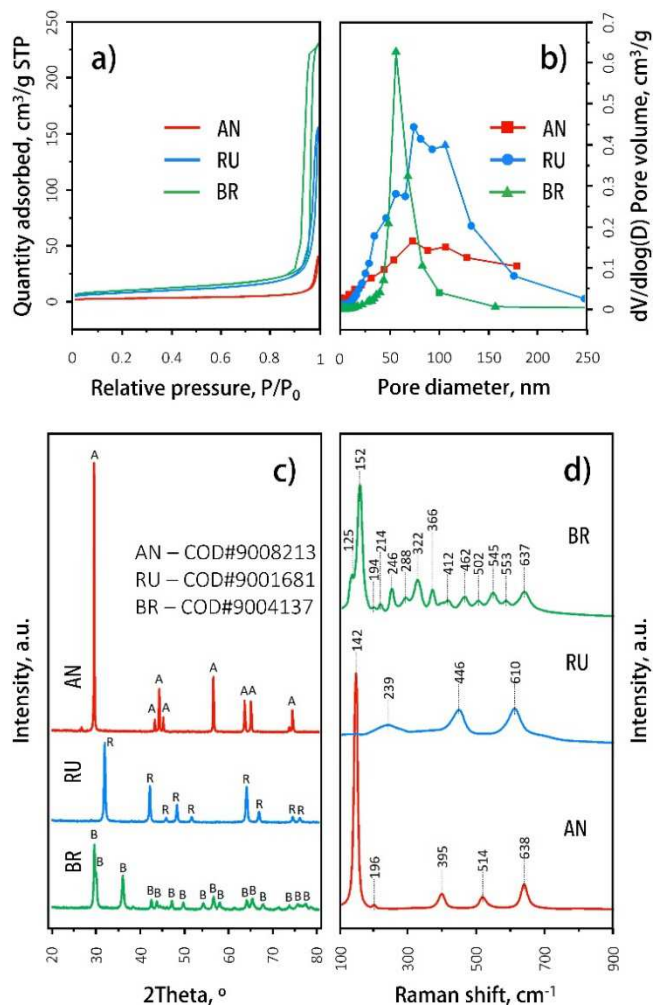 Quantity adsorbed, cm³/g STP
250
200
150
100
50
0
a)
AN
RU
BR
0 0.2 0.4 0.6 0.8 1
Relative pressure, P/P₀
b)
AN
RU
BR
0.7
0.6
0.5
0.4
0.3
0.2
0.1
0
dV/dlog(D) Pore volume, cm³/g
0 50 100 150 200 250
Pore diameter, nm
Intensity, a.u.
c)
A
AN – COD#9008213
RU – COD#9001681
BR – COD#9004137
AN
A A A A A A A
RU
R R R R R R R R R
BR
B B B B B B B B B B B B B B B
20 30 40 50 60 70 80
2Theta, º
d)
BR
125 152 194 214 246 288 322 366 412 462 502 545 553 637
RU
239 446 610
AN
142 196 395 514 638
100 300 500 700 900
Raman shift, cm⁻¹
Intensity, a.u.